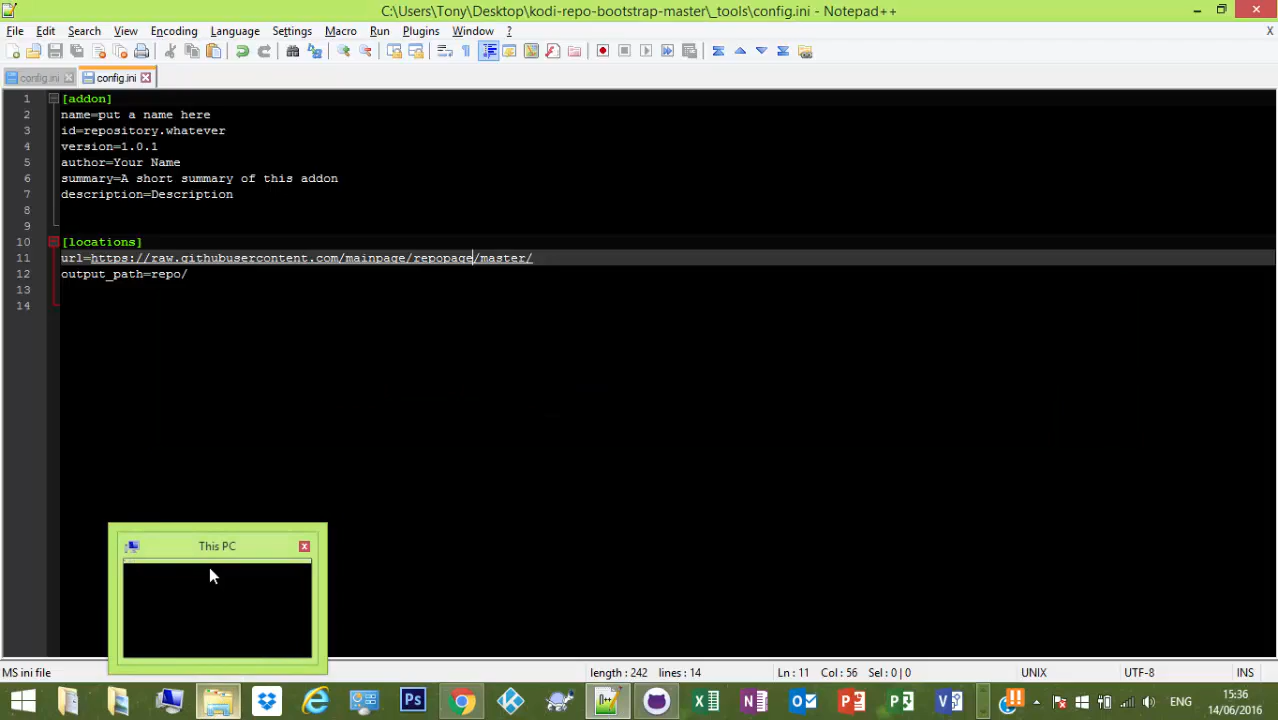 C:\Users\Tony\Desktop\kodi-repo-bootstrap-master\_tools\config.ini - Notepad++
File Edit Search View Encoding Language Settings Macro Run Plugins Window ? X
config.ini config.ini
1 [addon]
2 name=put a name here
3 id=repository.whatever
4 version=1.0.1
5 author=Your Name
6 summary=A short summary of this addon
7 description=Description
8
9
10 [locations]
11 url=https://raw.githubusercontent.com/mainpage/repopage/master/
12 output_path=repo/
13
14
This PC
MS ini file length : 242 lines : 14 Ln : 11 Col : 56 Sel : 0 | 0 UNIX UTF-8 INS
ENG
15:36
14/06/2016